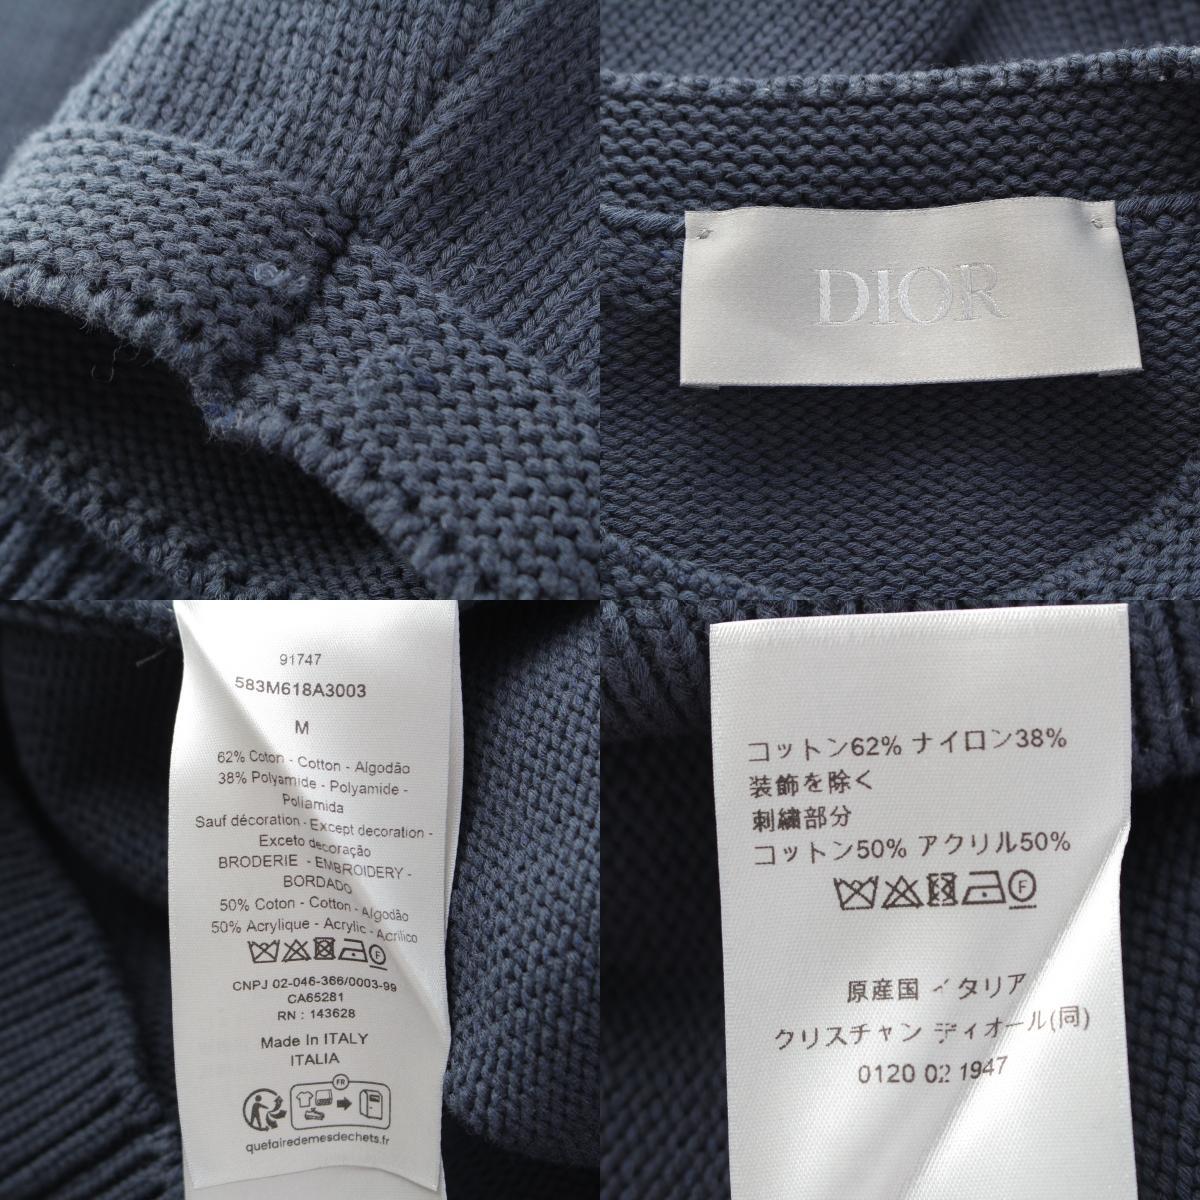 DIOR
91747
583M618A3003
M
62% Coton - Cotton - Algodão
38% Polyamide - Polyamide -
Poliamida
Sauf décoration - Except decoration -
Exceto decoração
BRODERIE - EMBROIDERY -
BORDADO
50% Coton - Cotton - Algodão
50% Acrylique - Acrylic - Acrílico
F
CNPJ 02-046-366/0003-99
CA65281
RN : 143628
Made In ITALY
ITALIA
FR
quefairedemesdechets.fr
コットン62% ナイロン38%
装飾を除く
刺繍部分
コットン50% アクリル50%
F
原産国 イタリア
クリスチャン ディオール(同)
0120 02 1947